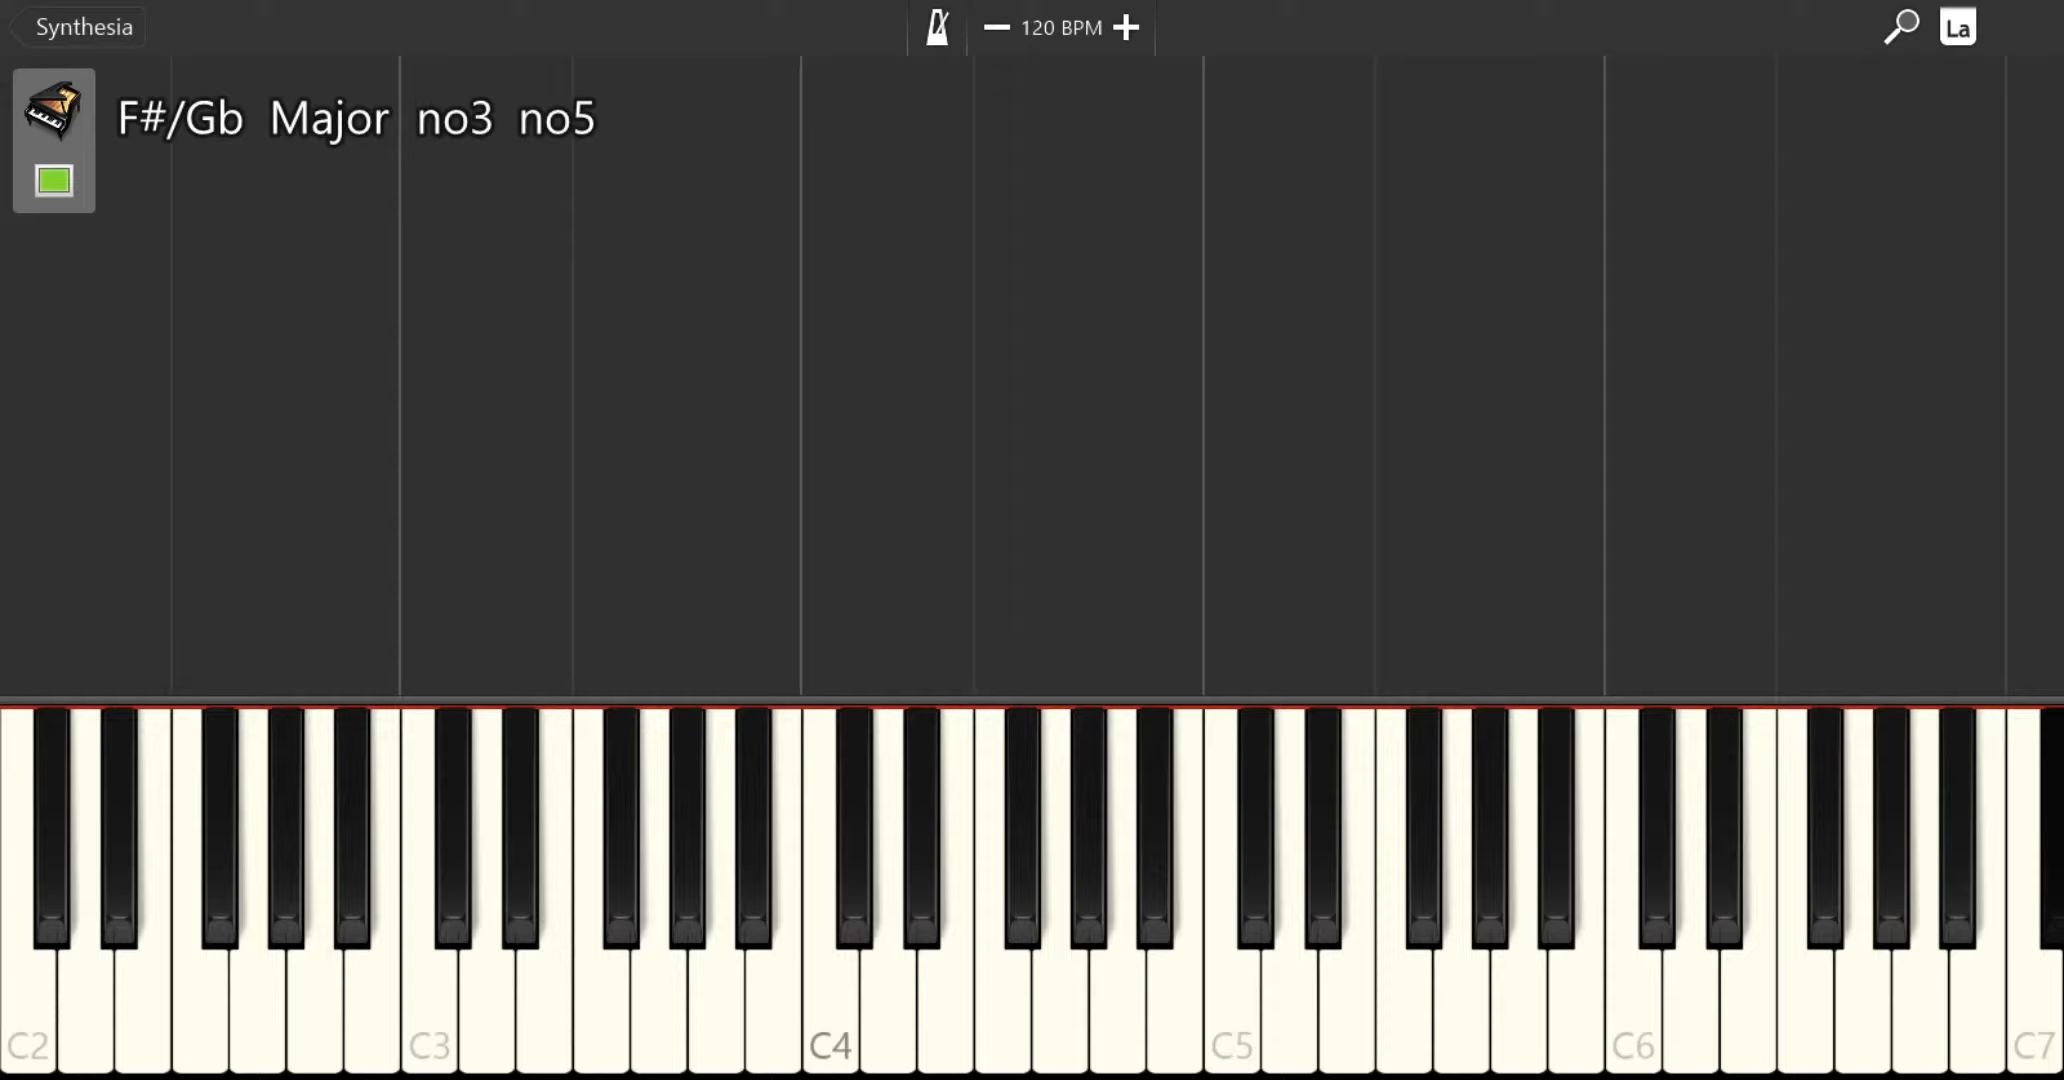 Synthesia
120 BPM
La
F#/Gb Major no3 no5
C2 C3 C4 C5 C6 C7